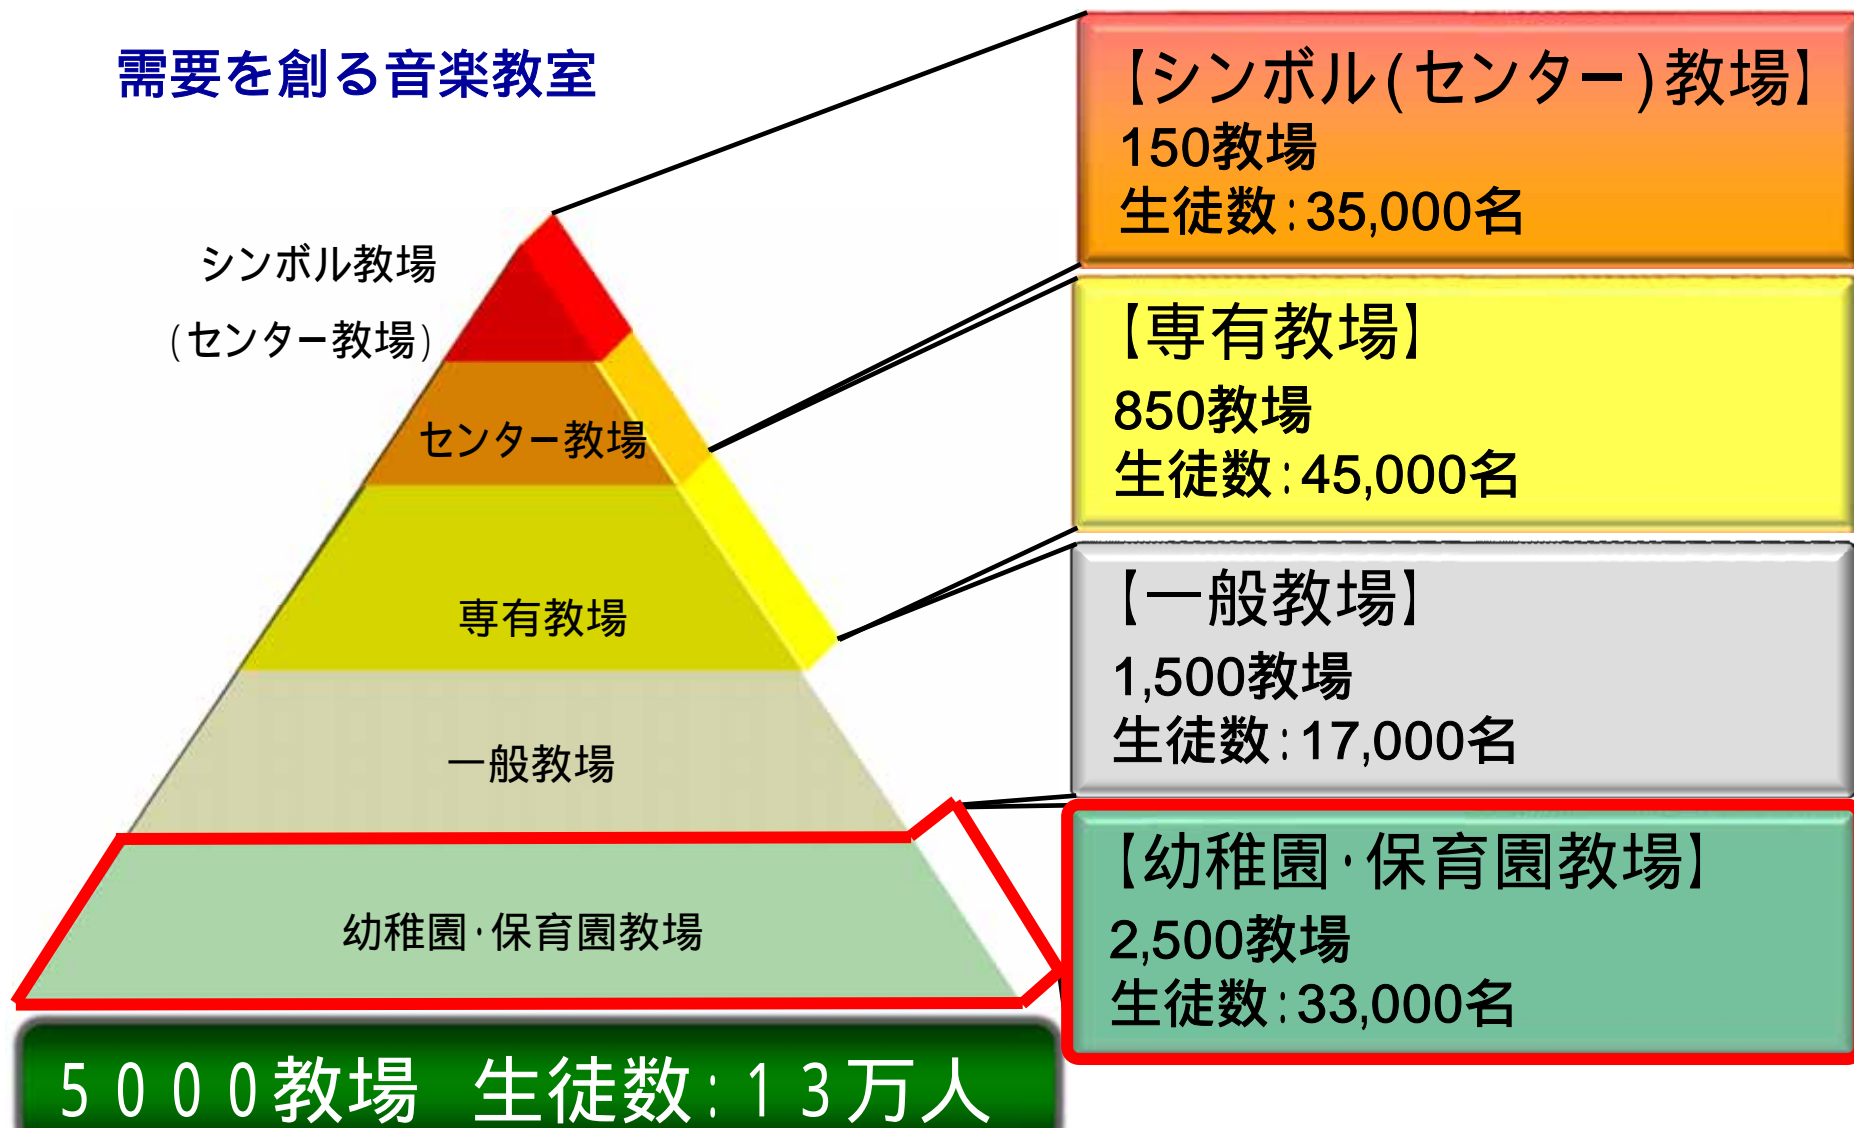 需要を創る音楽教室
シンボル教場
(センター教場)
センター教場
専有教場
一般教場
幼稚園・保育園教場
5000教場 生徒数:13万人
【シンボル(センター)教場】
150教場
生徒数:35,000名
【専有教場】
850教場
生徒数:45,000名
【一般教場】
1,500教場
生徒数:17,000名
【幼稚園・保育園教場】
2,500教場
生徒数:33,000名